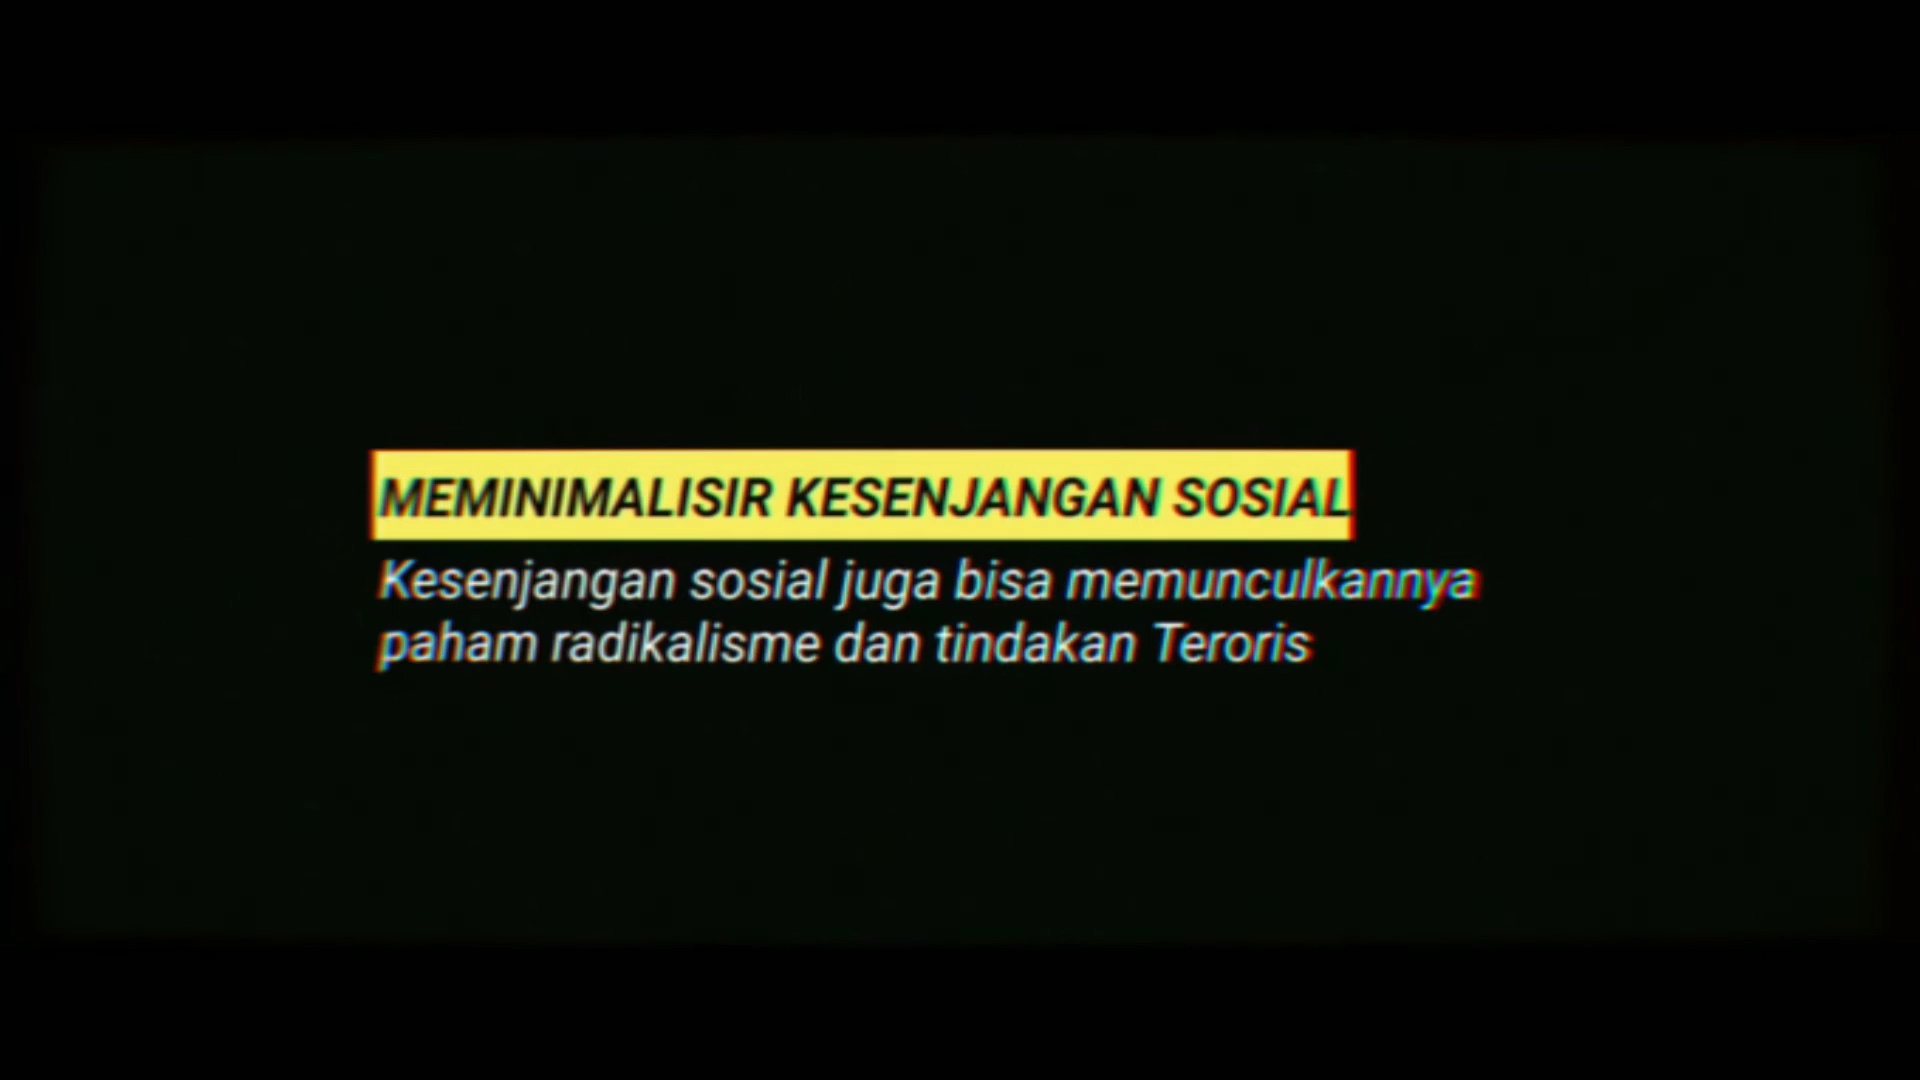 MEMINIMALISIR KESENJANGAN SOSIAL
Kesenjangan sosial juga bisa memunculkannya
paham radikalisme dan tindakan Teroris